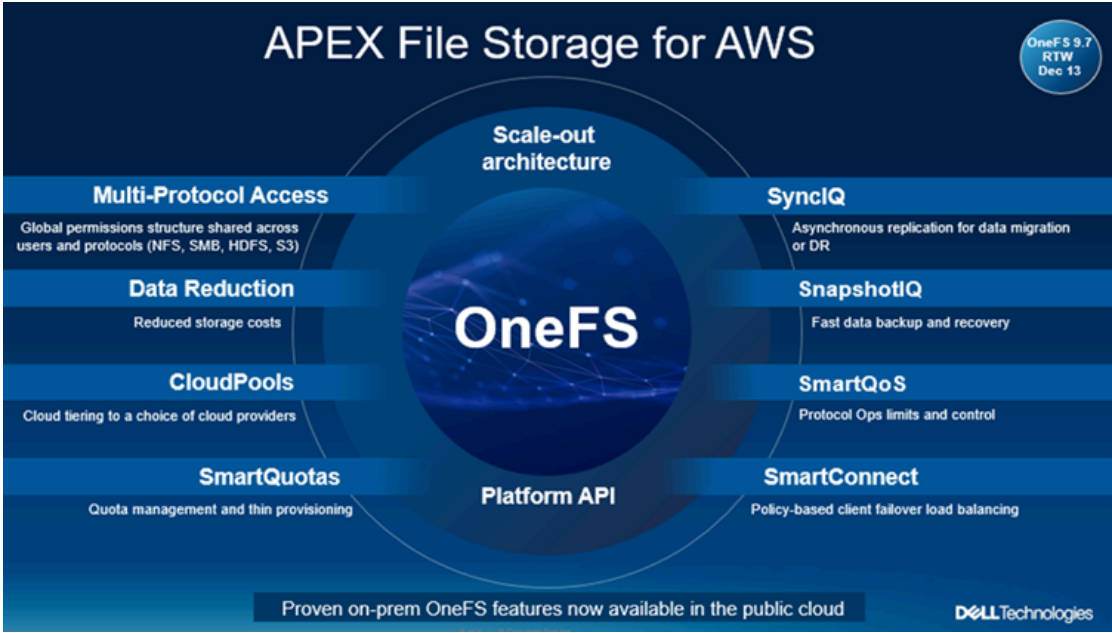 APEX File Storage for AWS
OneFS 9.7
RTW
Dec 13
Scale-out
architecture
Multi-Protocol Access
Global permissions structure shared across
users and protocols (NFS, SMB, HDFS, S3)
Data Reduction
Reduced storage costs
CloudPools
Cloud tiering to a choice of cloud providers
SmartQuotas
Quota management and thin provisioning
OneFS
Platform API
SyncIQ
Asynchronous replication for data migration
or DR
SnapshotIQ
Fast data backup and recovery
SmartQoS
Protocol Ops limits and control
SmartConnect
Policy-based client failover load balancing
Proven on-prem OneFS features now available in the public cloud
DELL Technologies